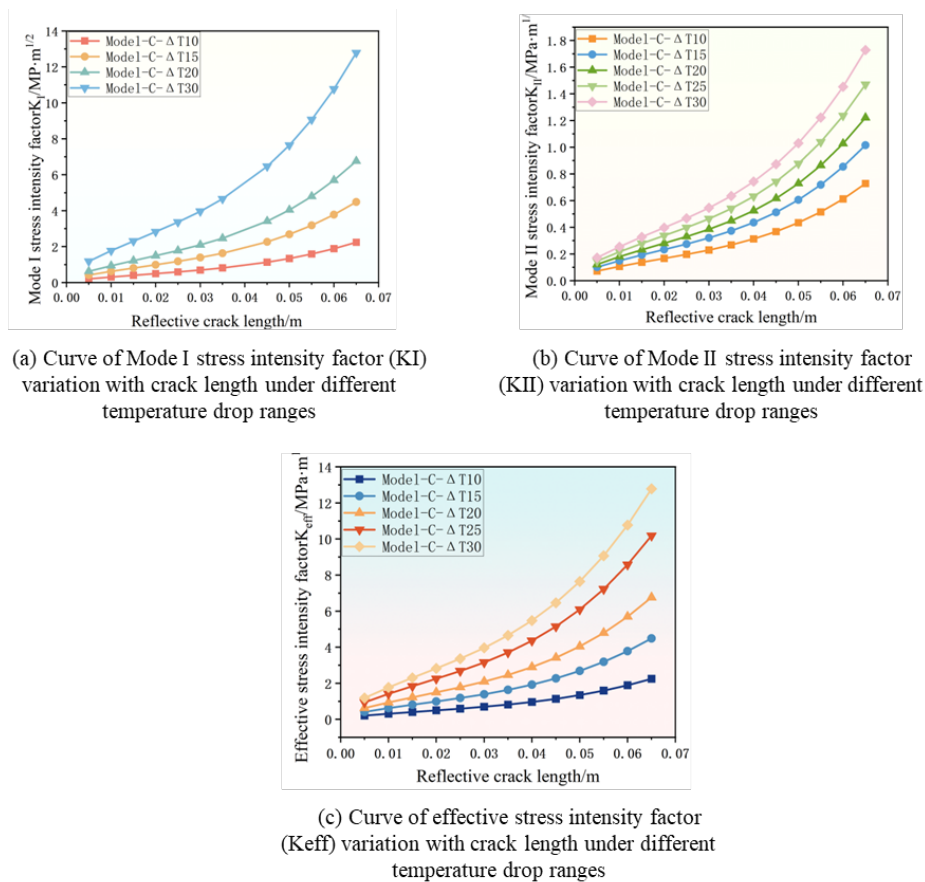 Mode I stress intensity factorKI/MP·m1/2
14
12
10
8
6
4
2
0
Model-C-ΔT10
Model-C-ΔT15
Model-C-ΔT20
Model-C-ΔT30
0.00 0.01 0.02 0.03 0.04 0.05 0.06 0.07
Reflective crack length/m
(a) Curve of Mode I stress intensity factor (KI)
variation with crack length under different
temperature drop ranges
Mode II stress intensity factorKII/MPa·m1/
1.8
1.6
1.4
1.2
1.0
0.8
0.6
0.4
0.2
0.0
Model-C-ΔT10
Model-C-ΔT15
Model-C-ΔT20
Model-C-ΔT25
Model-C-ΔT30
0.00 0.01 0.02 0.03 0.04 0.05 0.06 0.07
Reflective crack length/m
(b) Curve of Mode II stress intensity factor
(KII) variation with crack length under different
temperature drop ranges
Effective stress intensity factorKeff/MPa·m1
14
12
10
8
6
4
2
0
Model-C-ΔT10
Model-C-ΔT15
Model-C-ΔT20
Model-C-ΔT25
Model-C-ΔT30
0.00 0.01 0.02 0.03 0.04 0.05 0.06 0.07
Reflective crack length/m
(c) Curve of effective stress intensity factor
(Keff) variation with crack length under different
temperature drop ranges